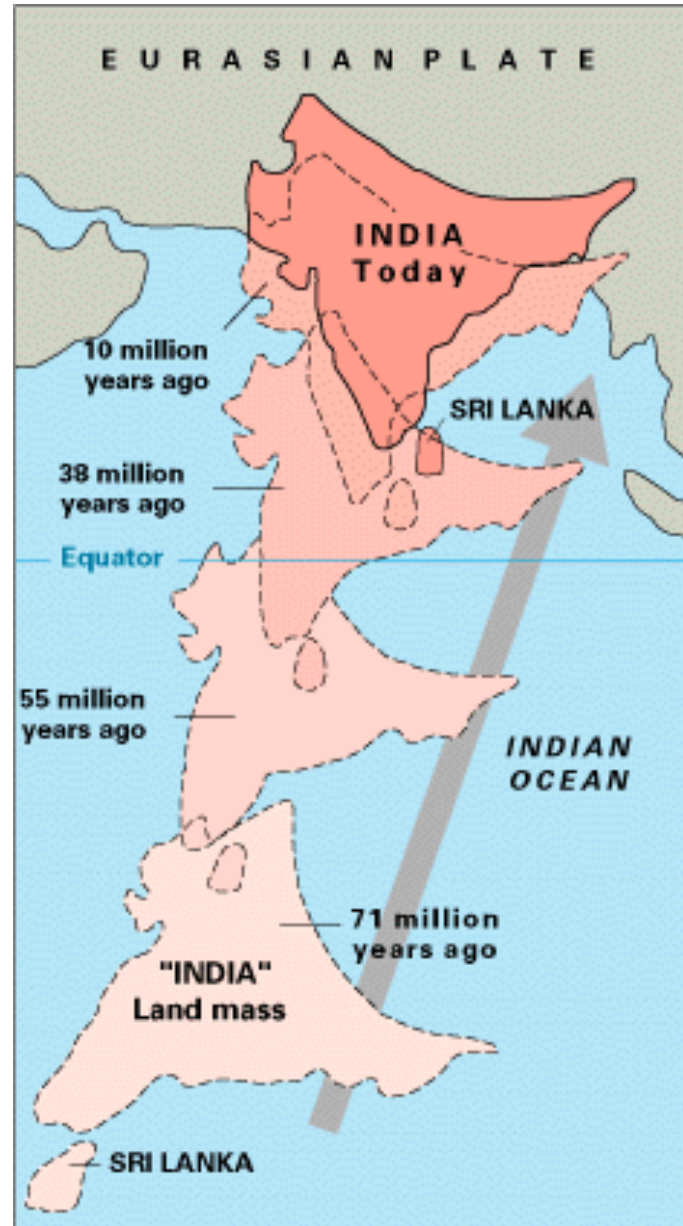 EURASIAN PLATE
INDIA
Today
10 million
years ago
SRI LANKA
38 million
years ago
Equator
55 million
years ago
INDIAN
OCEAN
71 million
years ago
"INDIA"
Land mass
SRI LANKA